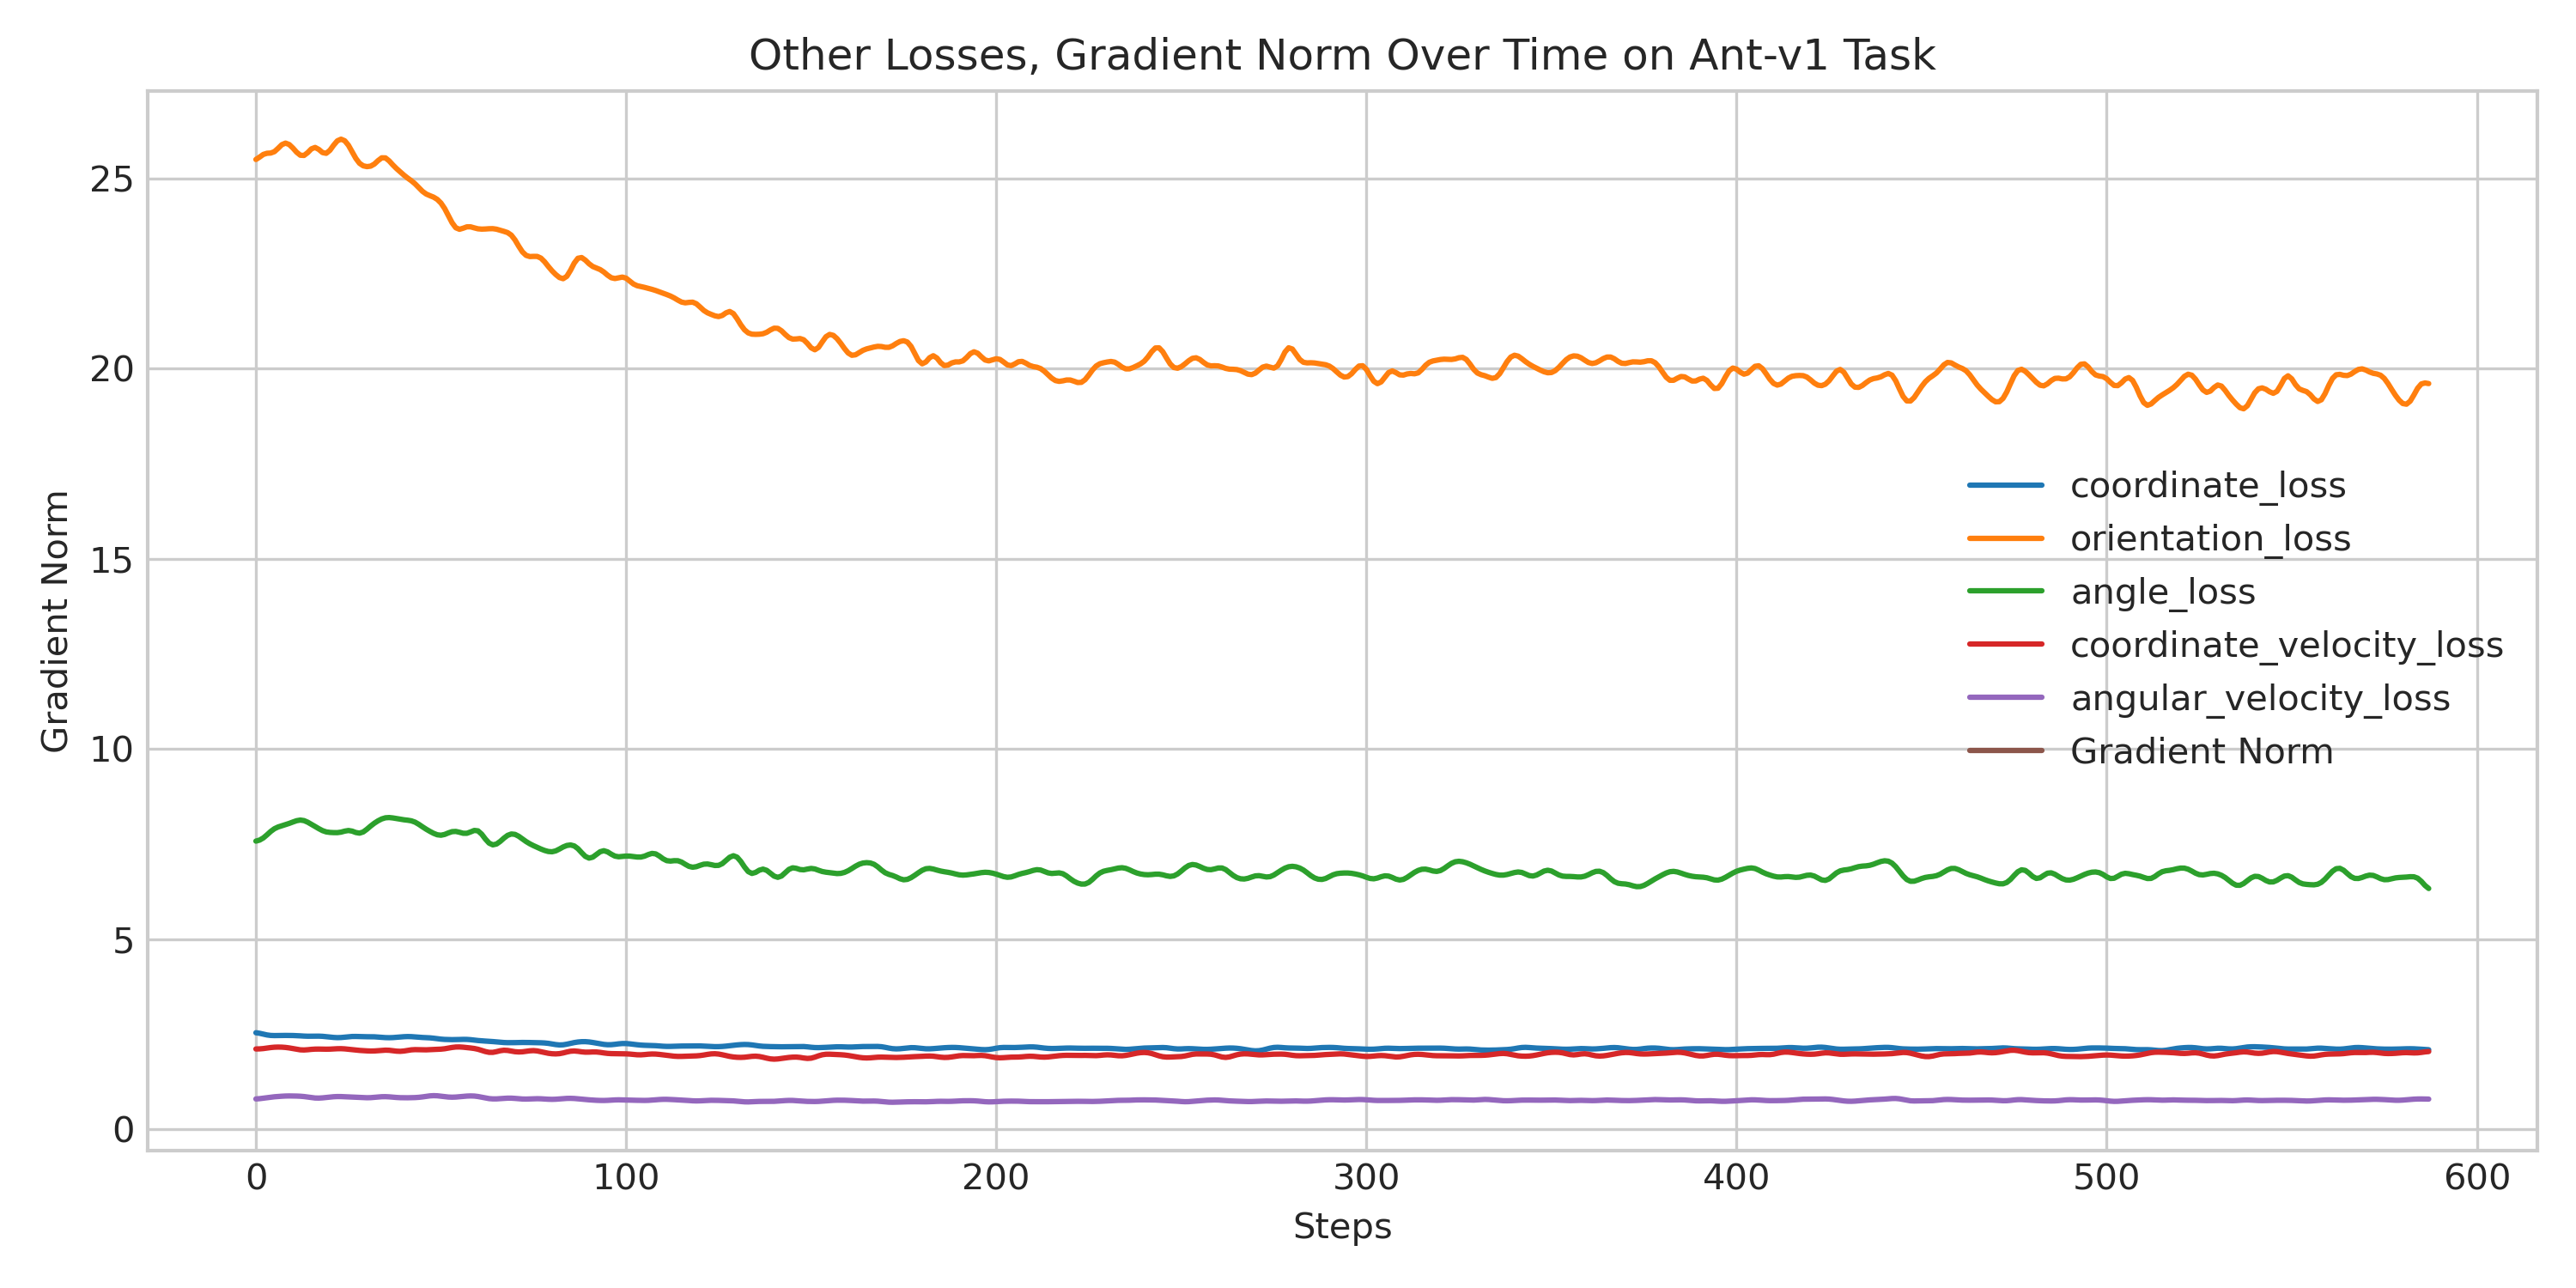 Other Losses, Gradient Norm Over Time on Ant-v1 Task
Gradient Norm
25
20
15
10
5
0
coordinate_loss
orientation_loss
angle_loss
coordinate_velocity_loss
angular_velocity_loss
Gradient Norm
0 100 200 300 400 500 600
Steps